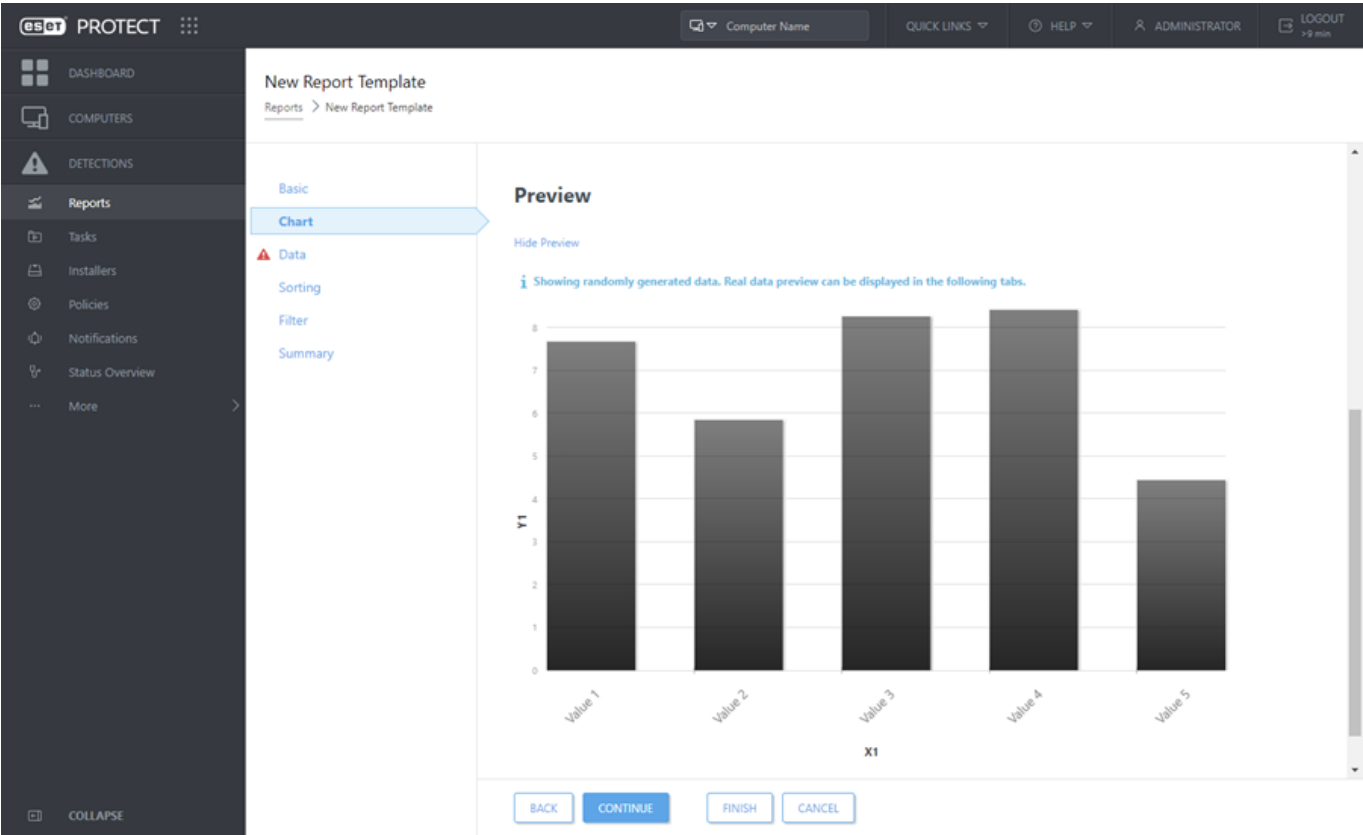 eset PROTECT
Computer Name
QUICK LINKS
HELP
ADMINISTRATOR
LOGOUT
>9 min
DASHBOARD
COMPUTERS
DETECTIONS
Reports
Tasks
Installers
Policies
Notifications
Status Overview
More
COLLAPSE
New Report Template
Reports > New Report Template
Basic
Chart
Data
Sorting
Filter
Summary
Preview
Hide Preview
Showing randomly generated data. Real data preview can be displayed in the following tabs.
8
7
6
5
4
3
2
1
0
Y1
Value 1
Value 2
Value 3
Value 4
Value 5
X1
BACK
CONTINUE
FINISH
CANCEL